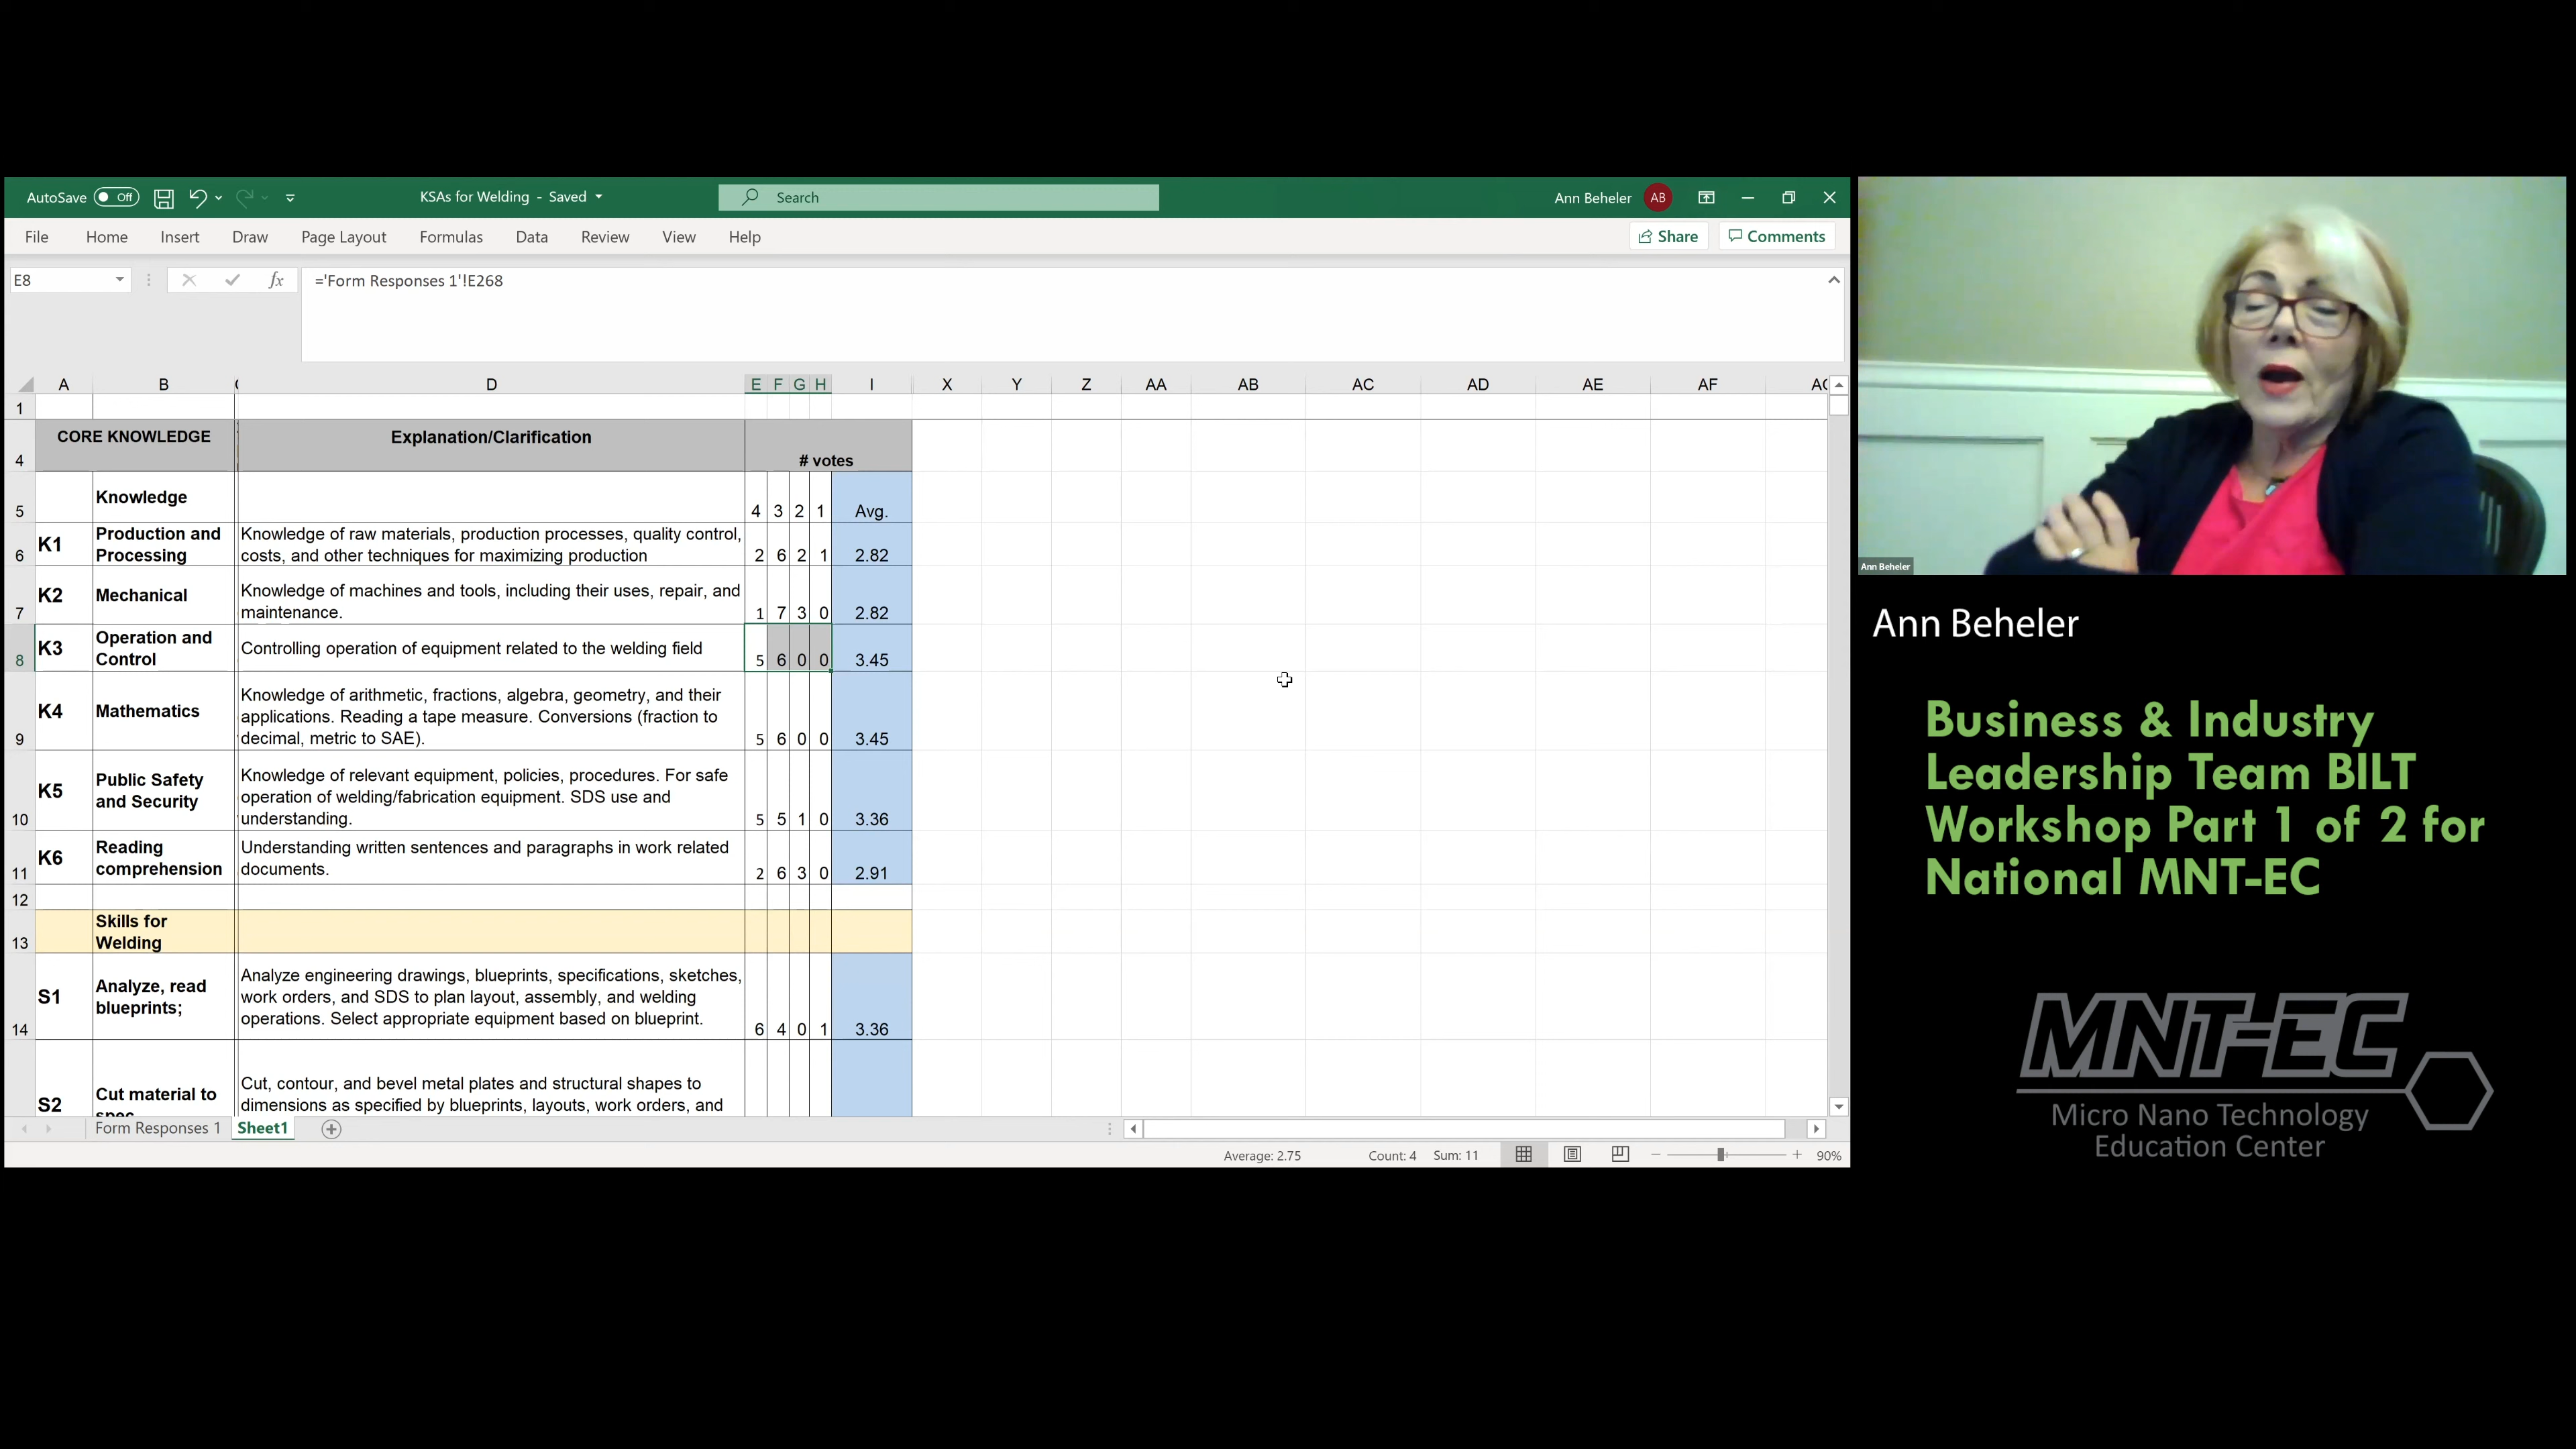 AutoSave Off
KSAs for Welding - Saved
Search
Ann Beheler AB
File Home Insert Draw Page Layout Formulas Data Review View Help
Share Comments
E8
fx ='Form Responses 1'!E268
A B D E F G H I X Y Z AA AB AC AD AE AF
1
4 CORE KNOWLEDGE Explanation/Clarification # votes
5 Knowledge 4 3 2 1 Avg.
6 K1 Production and Processing
Knowledge of raw materials, production processes, quality control,
costs, and other techniques for maximizing production
2 6 2 1 2.82
7 K2 Mechanical
Knowledge of machines and tools, including their uses, repair, and
maintenance.
1 7 3 0 2.82
8 K3 Operation and Control
Controlling operation of equipment related to the welding field
5 6 0 0 3.45
9 K4 Mathematics
Knowledge of arithmetic, fractions, algebra, geometry, and their
applications. Reading a tape measure. Conversions (fraction to
decimal, metric to SAE).
5 6 0 0 3.45
10 K5 Public Safety and Security
Knowledge of relevant equipment, policies, procedures. For safe
operation of welding/fabrication equipment. SDS use and
understanding.
5 5 1 0 3.36
11 K6 Reading comprehension
Understanding written sentences and paragraphs in work related
documents.
2 6 3 0 2.91
12
13 Skills for Welding
14 S1 Analyze, read blueprints;
Analyze engineering drawings, blueprints, specifications, sketches,
work orders, and SDS to plan layout, assembly, and welding
operations. Select appropriate equipment based on blueprint.
6 4 0 1 3.36
S2 Cut material to
Cut, contour, and bevel metal plates and structural shapes to
dimensions as specified by blueprints, layouts, work orders, and
Form Responses 1 Sheet1
Average: 2.75 Count: 4 Sum: 11 90%
Ann Beheler
Ann Beheler
Business & Industry
Leadership Team BILT
Workshop Part 1 of 2 for
National MNT-EC
MNT-EC
Micro Nano Technology
Education Center